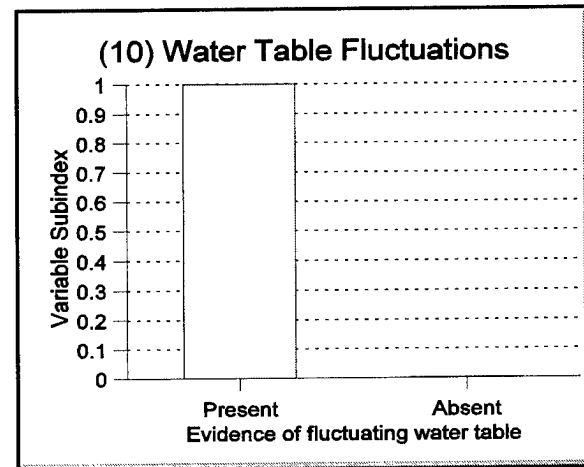 (10) Water Table Fluctuations
Variable Subindex
1
0.9
0.8
0.7
0.6
0.5
0.4
0.3
0.2
0.1
0
Present Absent
Evidence of fluctuating water table